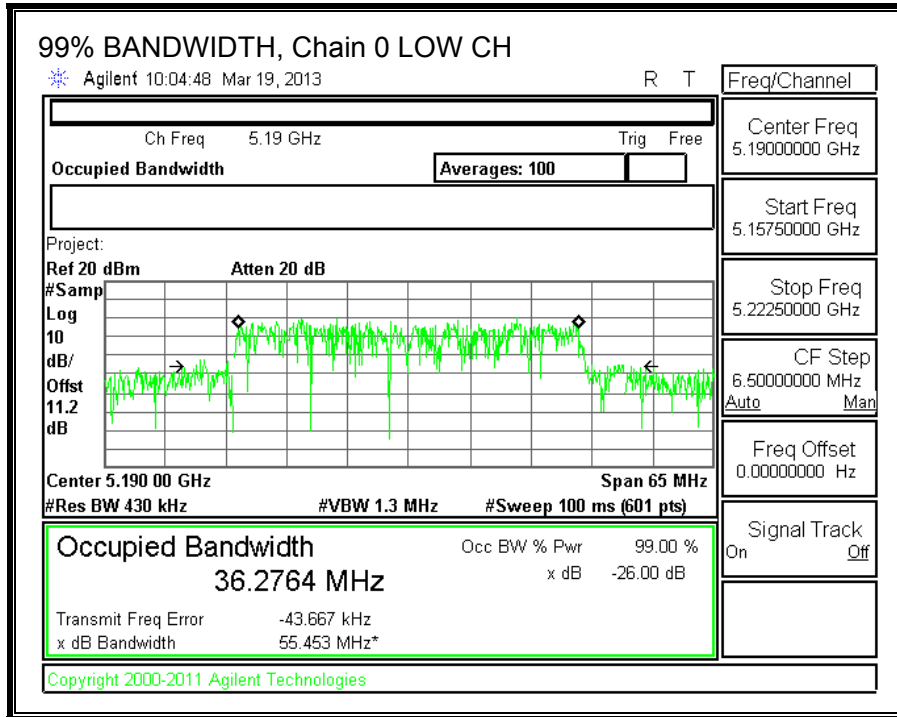 99% BANDWIDTH, Chain 0 LOW CH
Agilent 10:04:48 Mar 19, 2013 R T
Freq/Channel
Ch Freq 5.19 GHz Trig Free
Occupied Bandwidth Averages: 100
Project:
Ref 20 dBm Atten 20 dB
#Samp
Log
10
dB/
Offst
11.2
dB
Center 5.190 00 GHz Span 65 MHz
#Res BW 430 kHz #VBW 1.3 MHz #Sweep 100 ms (601 pts)
Occupied Bandwidth Occ BW % Pwr 99.00 %
36.2764 MHz x dB -26.00 dB
Transmit Freq Error -43.667 kHz
x dB Bandwidth 55.453 MHz*
Copyright 2000-2011 Agilent Technologies
Center Freq
5.19000000 GHz
Start Freq
5.15750000 GHz
Stop Freq
5.22250000 GHz
CF Step
6.50000000 MHz
Auto Man
Freq Offset
0.00000000 Hz
Signal Track
On Off